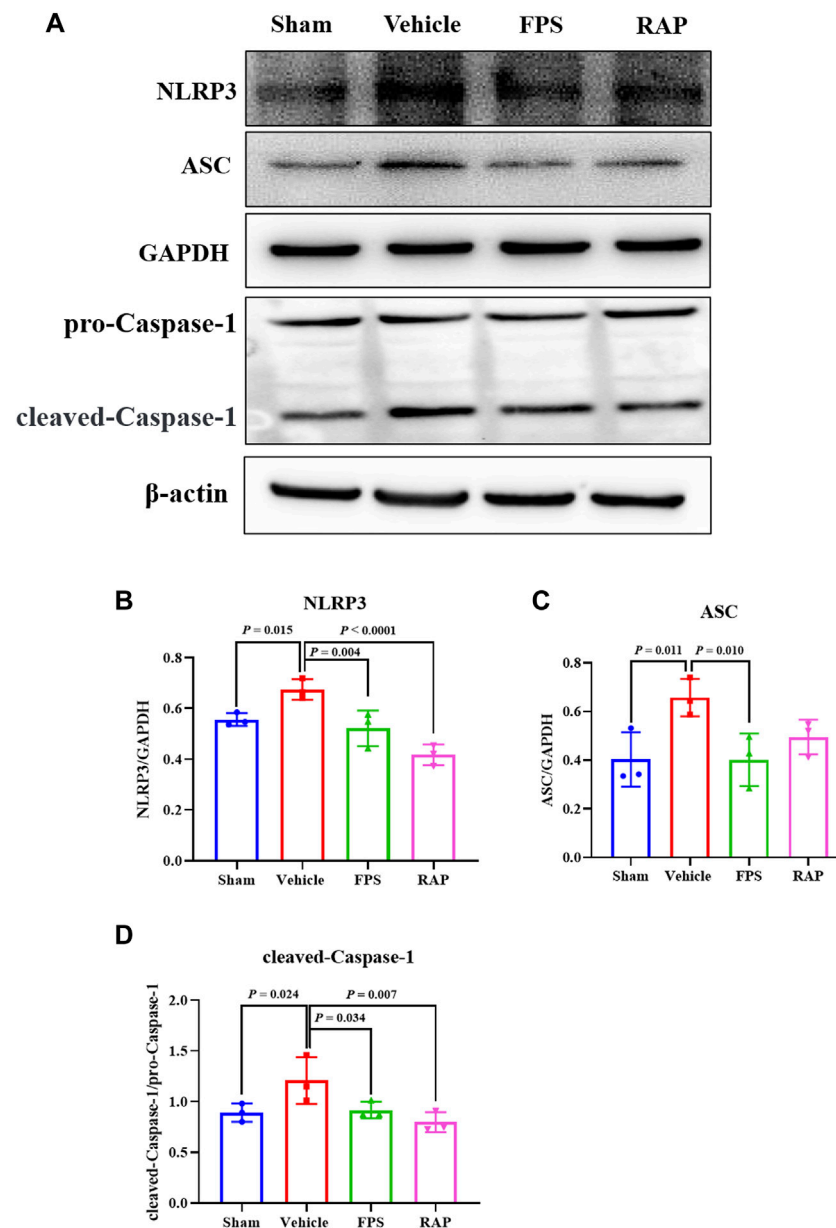 A
Sham Vehicle FPS RAP
NLRP3
ASC
GAPDH
pro-Caspase-1
cleaved-Caspase-1
β-actin
B
NLRP3
P = 0.015 P < 0.0001
P = 0.004
NLRP3/GAPDH
0.8
0.6
0.4
0.2
0.0
Sham Vehicle FPS RAP
C
ASC
P = 0.011 P = 0.010
ASC/GAPDH
0.8
0.6
0.4
0.2
0.0
Sham Vehicle FPS RAP
D
cleaved-Caspase-1
P = 0.024 P = 0.007
P = 0.034
cleaved-Caspase-1/pro-Caspase-1
2.0
1.5
1.0
0.5
0.0
Sham Vehicle FPS RAP